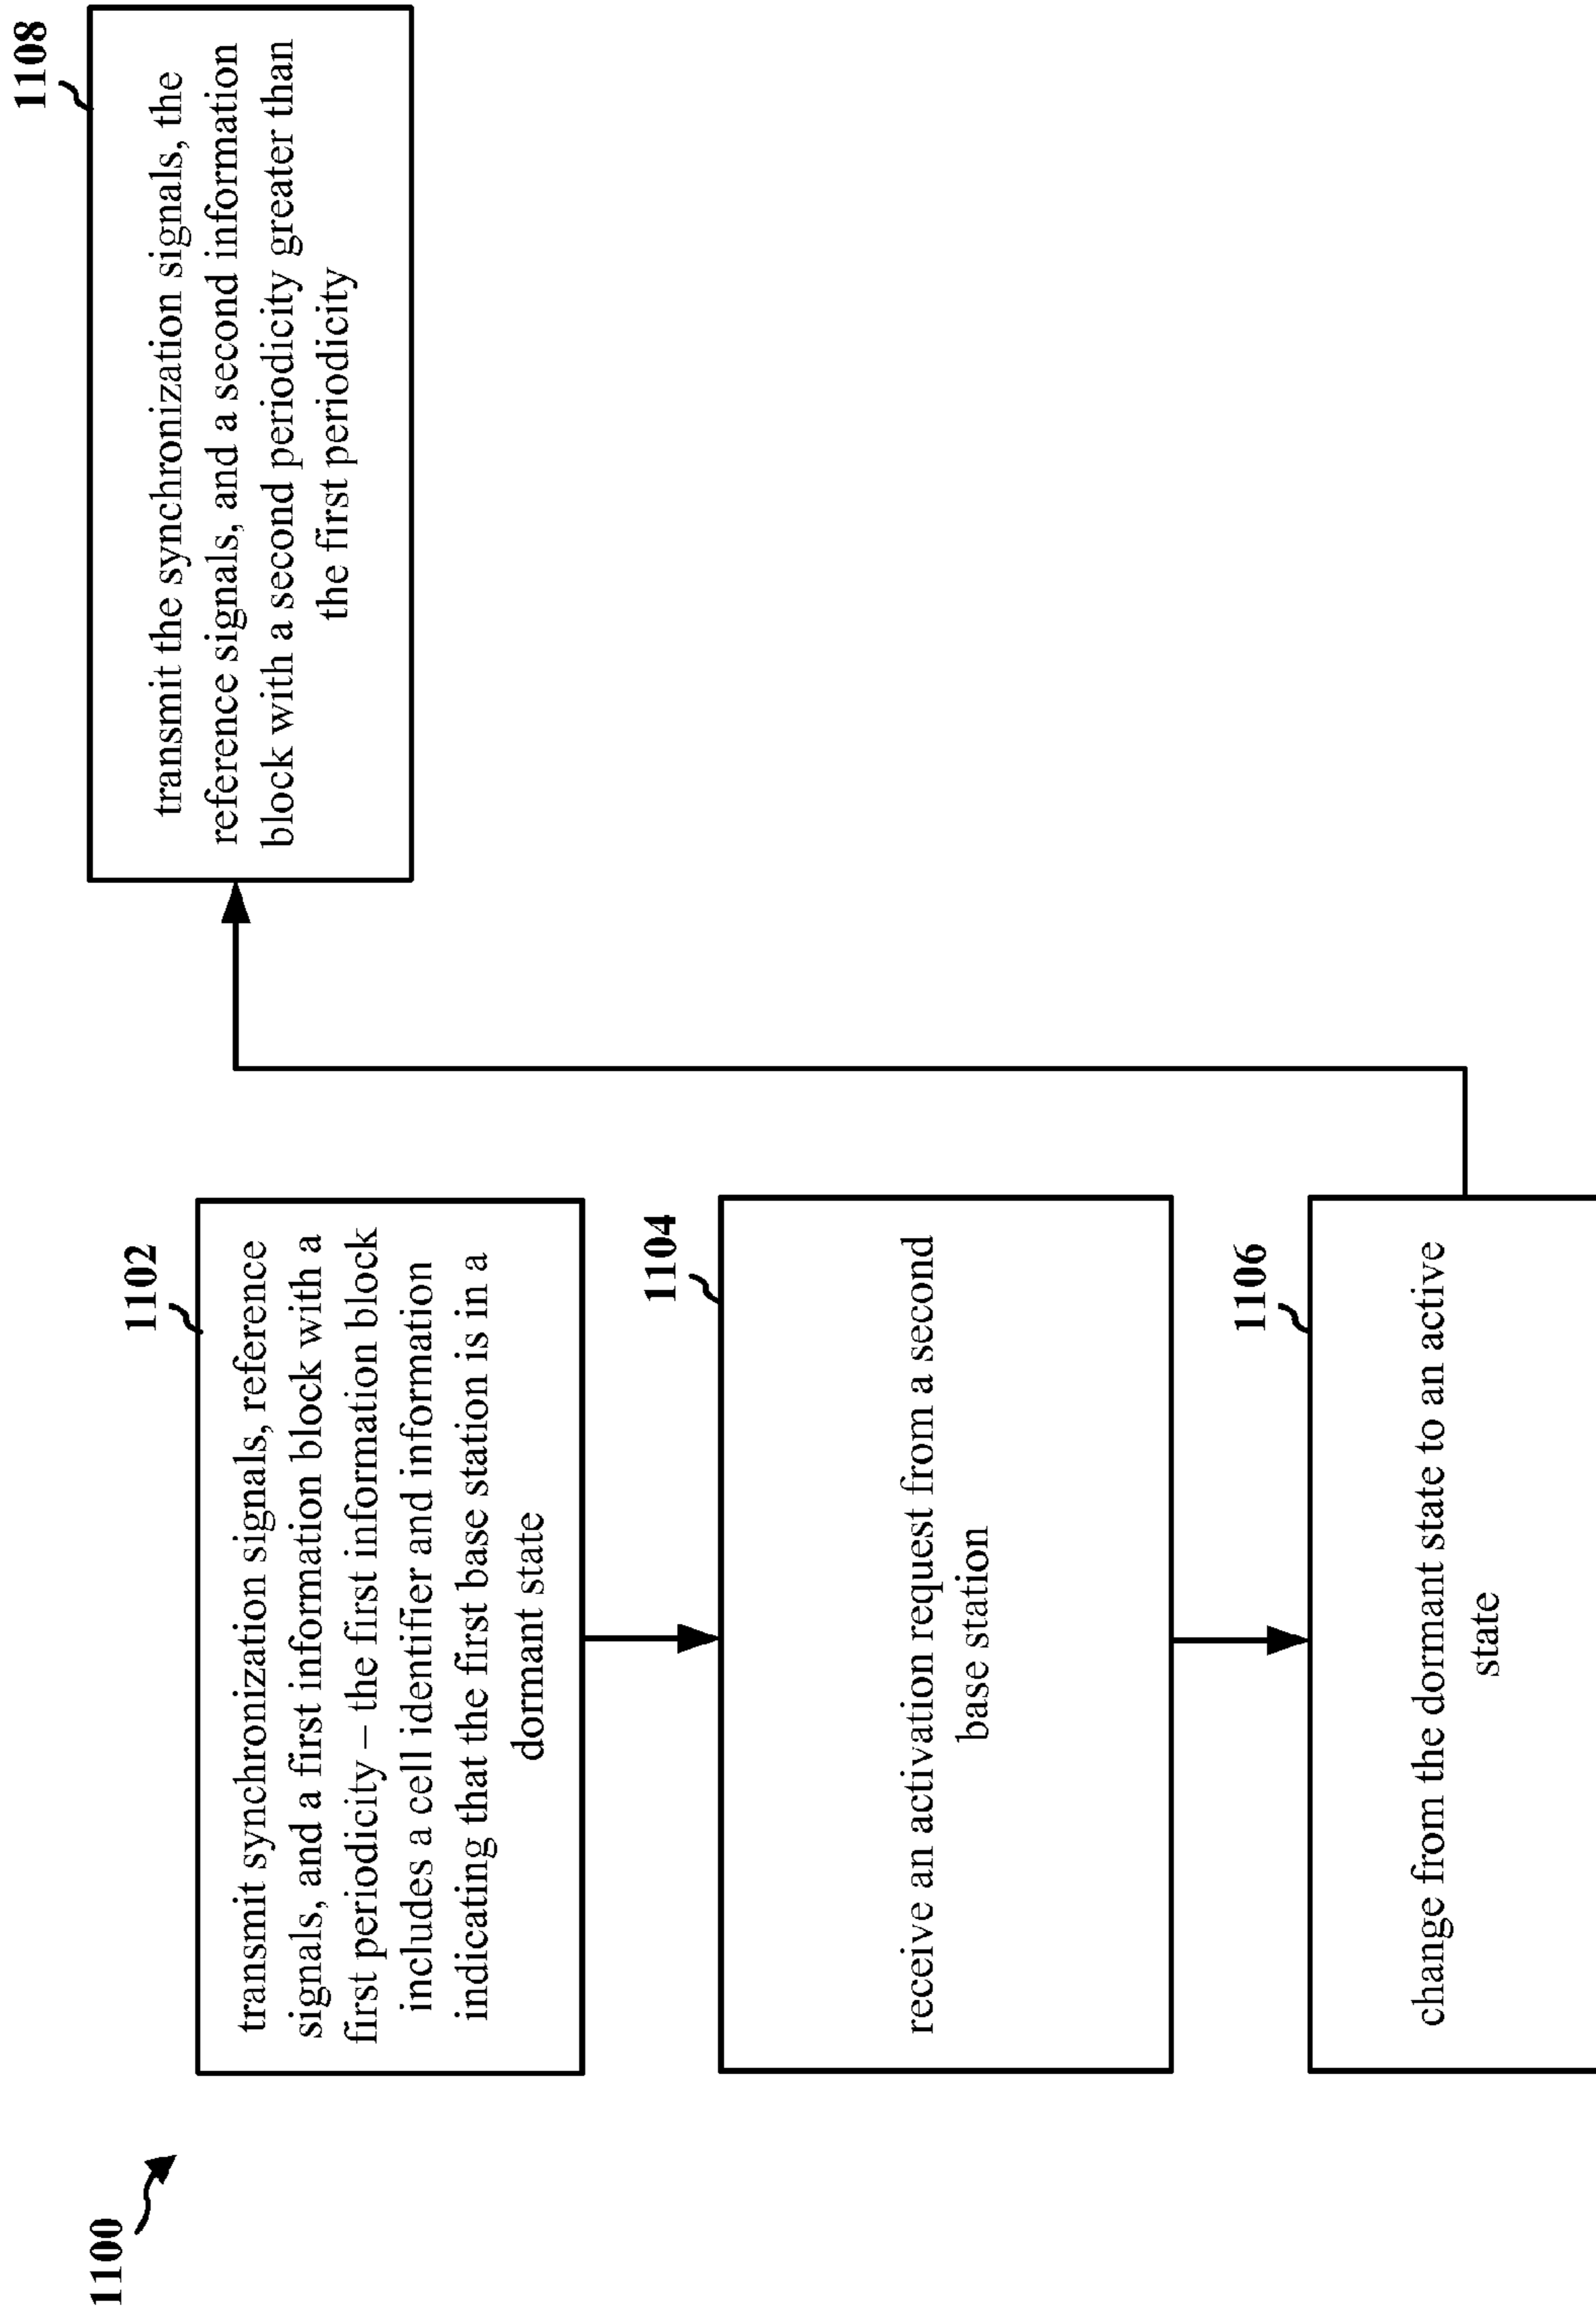 1100
1102
transmit synchronization signals, reference
signals, and a first information block with a
first periodicity – the first information block
includes a cell identifier and information
indicating that the first base station is in a
dormant state
1104
receive an activation request from a second
base station
1106
change from the dormant state to an active
state
1108
transmit the synchronization signals, the
reference signals, and a second information
block with a second periodicity greater than
the first periodicity